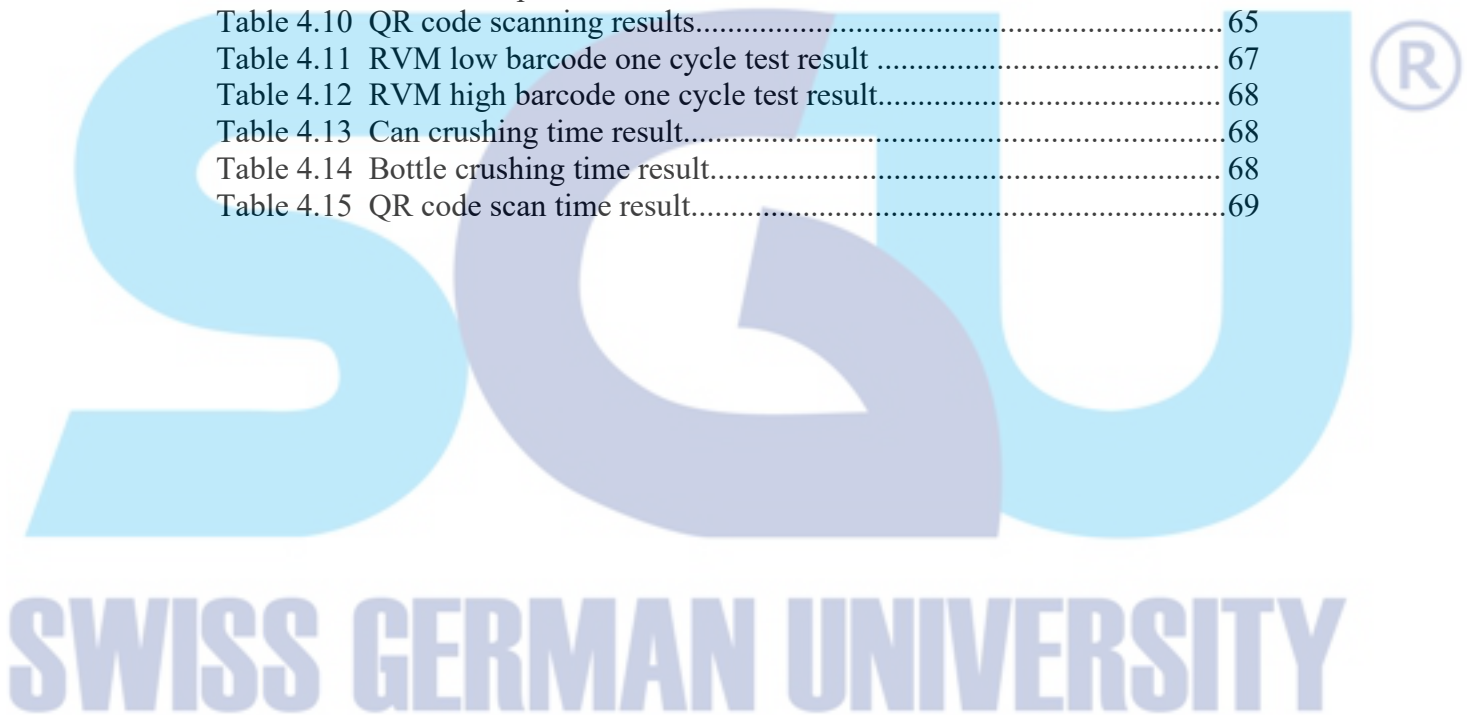 Table 4.10 QR code scanning results.................................................................65
Table 4.11 RVM low barcode one cycle test result ...........................................67
Table 4.12 RVM high barcode one cycle test result..........................................68
Table 4.13 Can crushing time result...................................................................68
Table 4.14 Bottle crushing time result................................................................68
Table 4.15 QR code scan time result..................................................................69
SGU ®
SWISS GERMAN UNIVERSITY